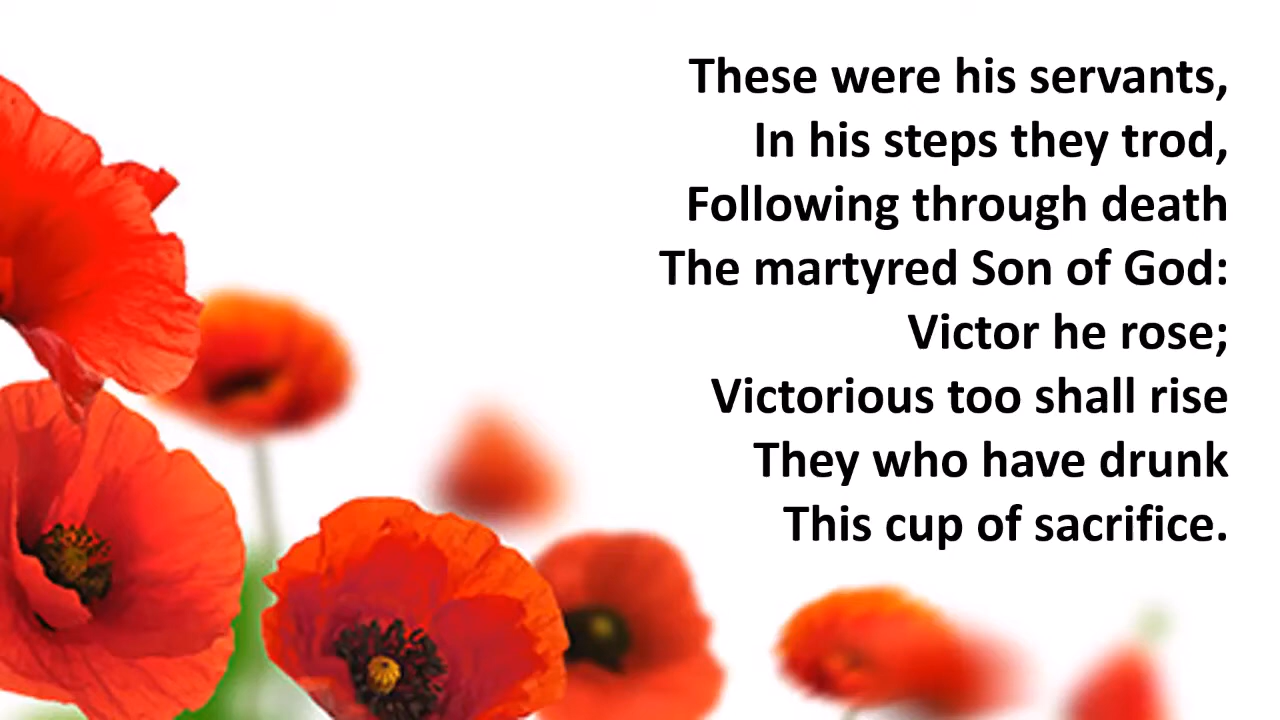 These were his servants,
In his steps they trod,
Following through death
The martyred Son of God:
Victor he rose;
Victorious too shall rise
They who have drunk
This cup of sacrifice.